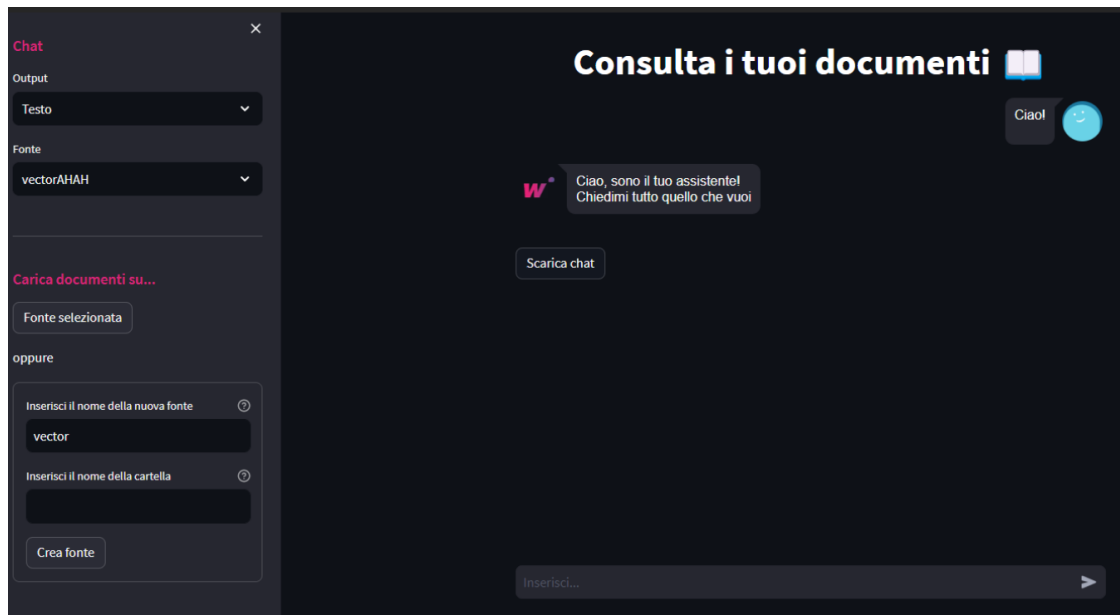 Chat
Output
Testo
Fonte
vectorAHAH
Carica documenti su...
Fonte selezionata
oppure
Inserisci il nome della nuova fonte
vector
Inserisci il nome della cartella
Crea fonte
Consulta i tuoi documenti
Ciao!
W
Ciao, sono il tuo assistente!
Chiedimi tutto quello che vuoi
Scarica chat
Inserisci...